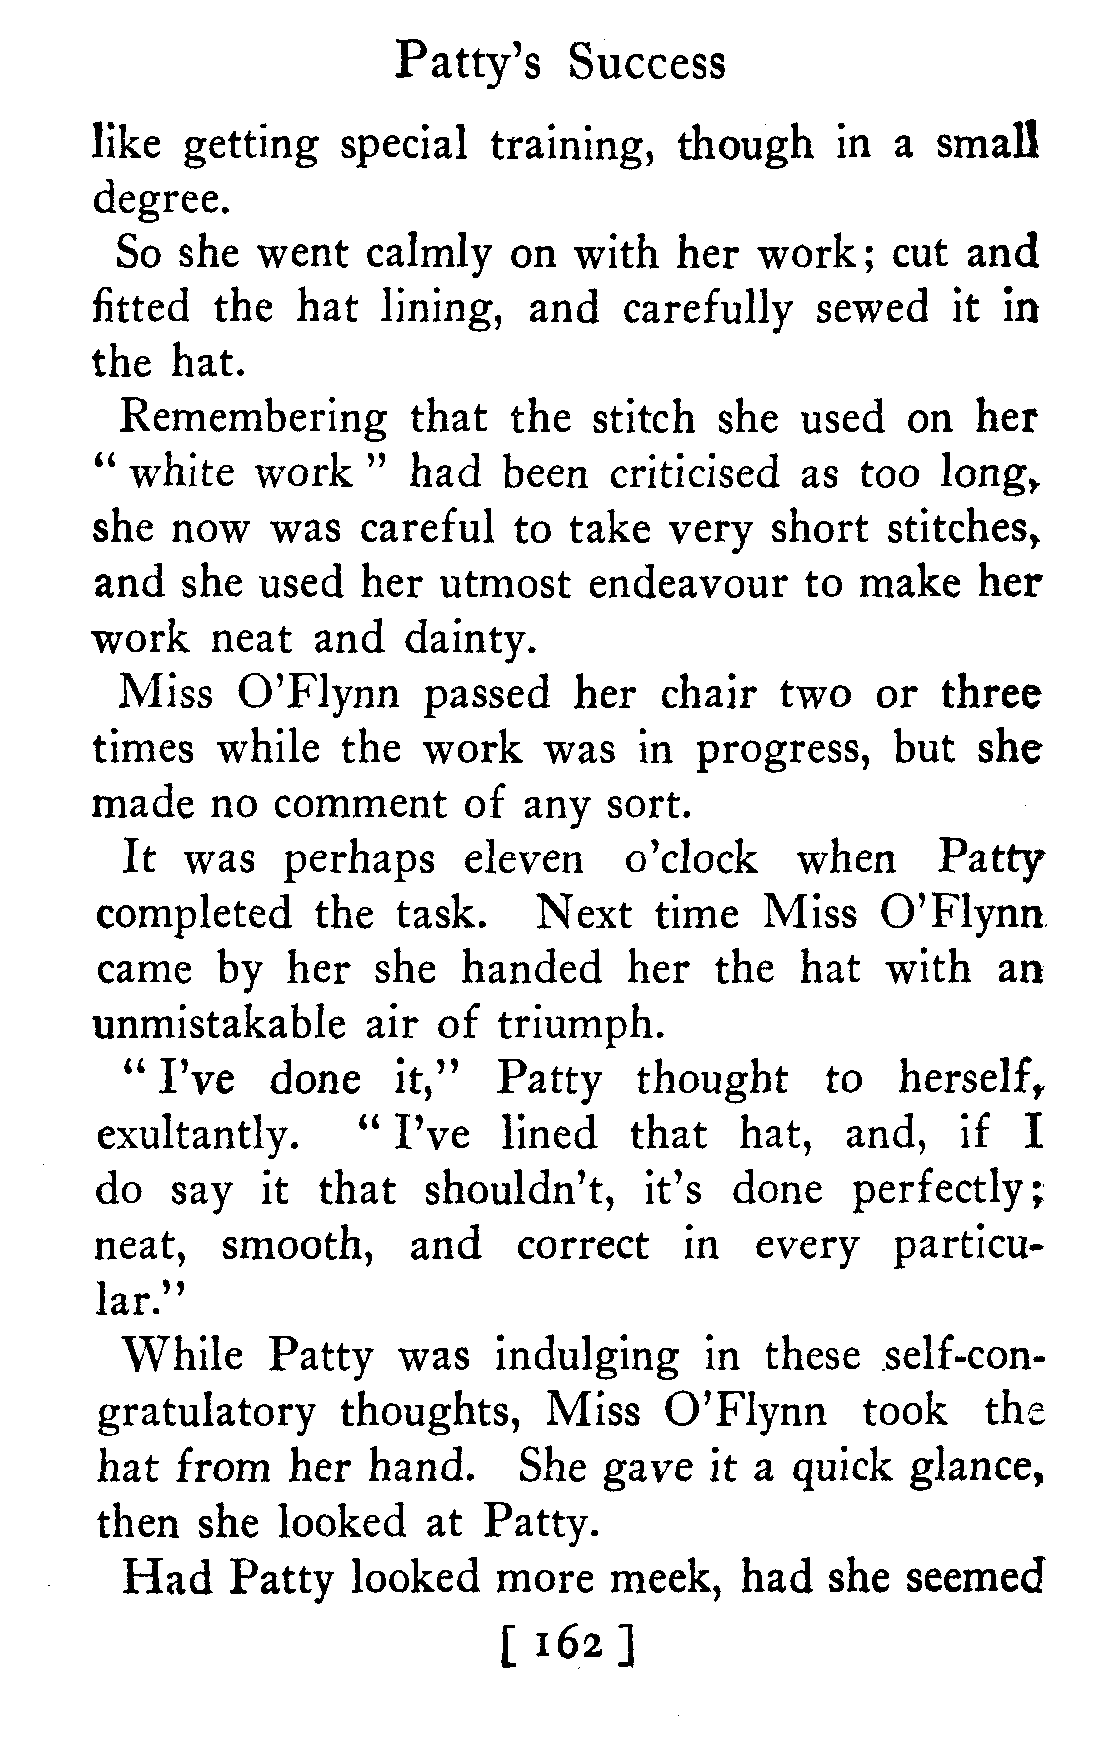 Patty's Success
like getting special training, though in a small
degree.
So she went calmly on with her work; cut and
fitted the hat lining, and carefully sewed it in
the hat.
Remembering that the stitch she used on her
" white work " had been criticised as too long,
she now was careful to take very short stitches,
and she used her utmost endeavour to make her
work neat and dainty.
Miss O'Flynn passed her chair two or three
times while the work was in progress, but she
made no comment of any sort.
It was perhaps eleven o'clock when Patty
completed the task. Next time Miss O'Flynn
came by her she handed her the hat with an
unmistakable air of triumph.
" I've done it," Patty thought to herself,
exultantly. " I've lined that hat, and, if I
do say it that shouldn't, it's done perfectly;
neat, smooth, and correct in every particu-
lar."
While Patty was indulging in these self-con-
gratulatory thoughts, Miss O'Flynn took the
hat from her hand. She gave it a quick glance,
then she looked at Patty.
Had Patty looked more meek, had she seemed
[ 162 ]